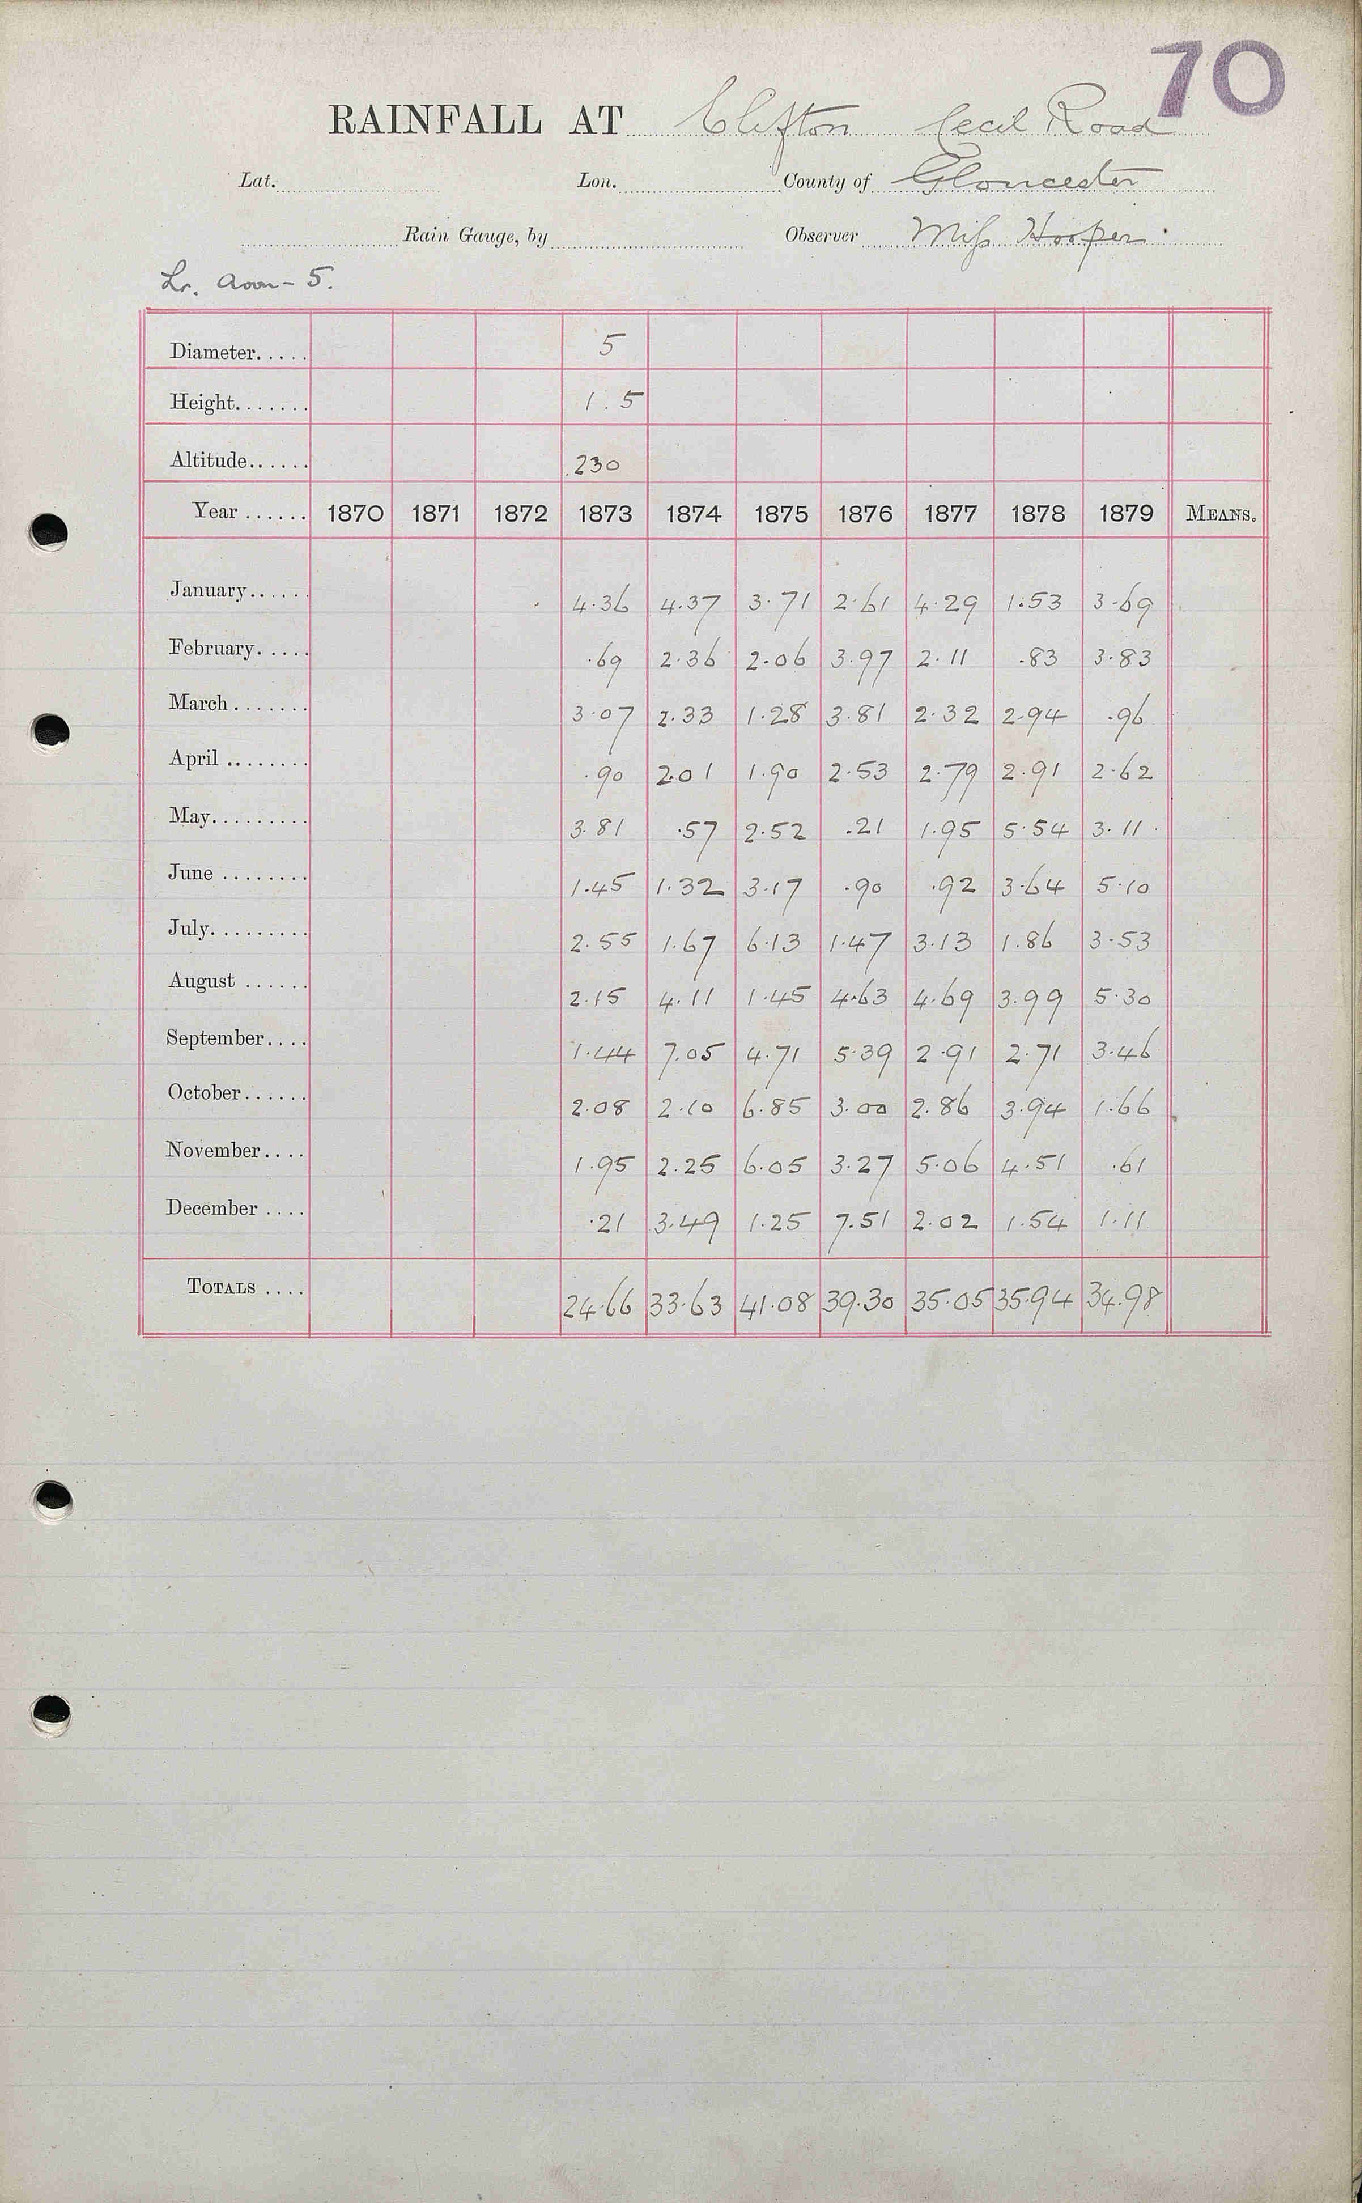 70
RAINFALL AT Clifton Cecil Road
Lat. Lon. County of Gloucester
Rain Gauge, by Observer Miss Hooper.
Lr. Avon - 5.
Diameter..... 5
Height....... 1.5
Altitude...... 230
Year ...... 1870 1871 1872 1873 1874 1875 1876 1877 1878 1879 MEANS.
January...... 4.36 4.37 3.71 2.61 4.29 1.53 3.69
February..... .69 2.36 2.06 3.97 2.11 .83 3.83
March ....... 3.07 2.33 1.28 3.81 2.32 2.94 .96
April ........ .90 2.01 1.90 2.53 2.79 2.91 2.62
May......... 3.81 .57 2.52 .21 1.95 5.54 3.11
June ........ 1.45 1.32 3.17 .90 .92 3.64 5.10
July......... 2.55 1.67 6.13 1.47 3.13 1.86 3.53
August ...... 2.15 4.11 1.45 4.63 4.69 3.99 5.30
September.... 1.44 7.05 4.71 5.39 2.91 2.71 3.46
October...... 2.08 2.10 6.85 3.00 2.86 3.94 1.66
November.... 1.95 2.25 6.05 3.27 5.06 4.51 .61
December .... .21 3.49 1.25 7.51 2.02 1.54 1.11
TOTALS .... 24.66 33.63 41.08 39.30 35.05 35.94 34.98